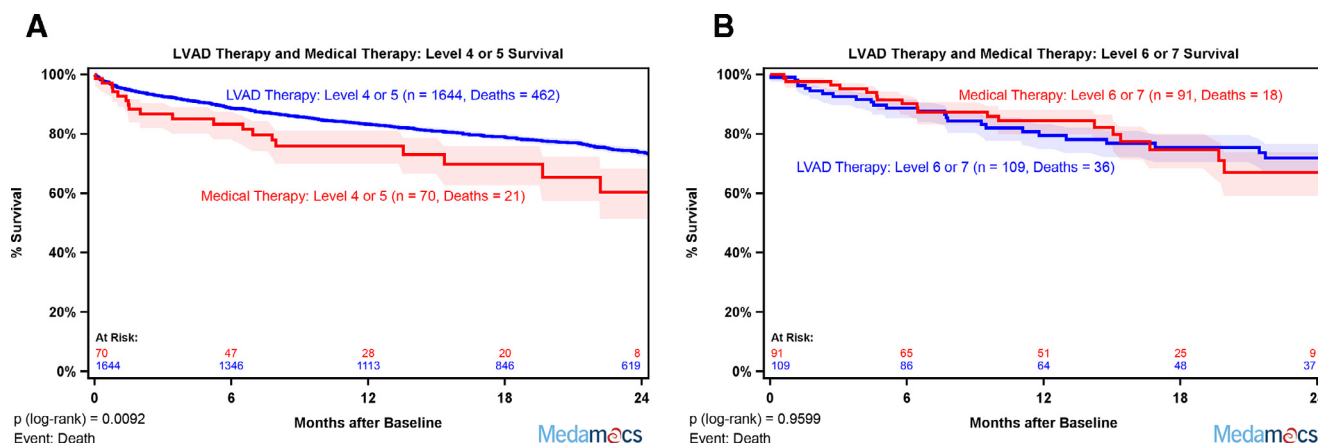 A
LVAD Therapy and Medical Therapy: Level 4 or 5 Survival
% Survival
100%
80%
60%
40%
20%
0%
LVAD Therapy: Level 4 or 5 (n = 1644, Deaths = 462)
Medical Therapy: Level 4 or 5 (n = 70, Deaths = 21)
At Risk:
70 47 28 20 8
1644 1346 1113 846 619
0 6 12 18 24
Months after Baseline
p (log-rank) = 0.0092
Event: Death
Medamacs
B
LVAD Therapy and Medical Therapy: Level 6 or 7 Survival
% Survival
100%
80%
60%
40%
20%
0%
Medical Therapy: Level 6 or 7 (n = 91, Deaths = 18)
LVAD Therapy: Level 6 or 7 (n = 109, Deaths = 36)
At Risk:
91 65 51 25 9
109 86 64 48 37
0 6 12 18 24
Months after Baseline
p (log-rank) = 0.9599
Event: Death
Medamacs